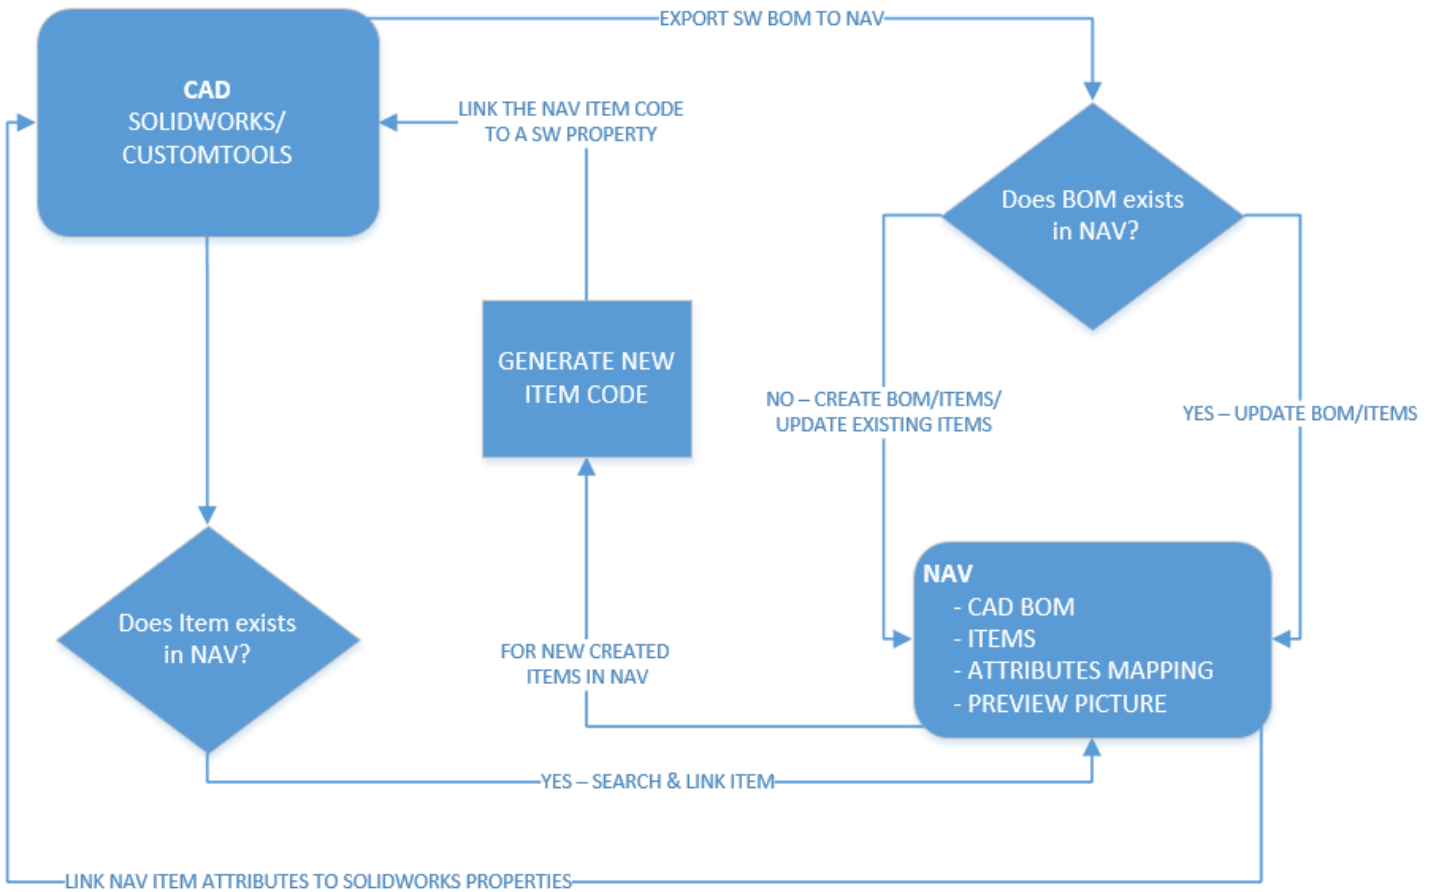 EXPORT SW BOM TO NAV
CAD
SOLIDWORKS/
CUSTOMTOOLS
LINK THE NAV ITEM CODE
TO A SW PROPERTY
Does BOM exists
in NAV?
GENERATE NEW
ITEM CODE
NO – CREATE BOM/ITEMS/
UPDATE EXISTING ITEMS
YES – UPDATE BOM/ITEMS
Does Item exists
in NAV?
FOR NEW CREATED
ITEMS IN NAV
NAV
- CAD BOM
- ITEMS
- ATTRIBUTES MAPPING
- PREVIEW PICTURE
YES – SEARCH & LINK ITEM
LINK NAV ITEM ATTRIBUTES TO SOLIDWORKS PROPERTIES